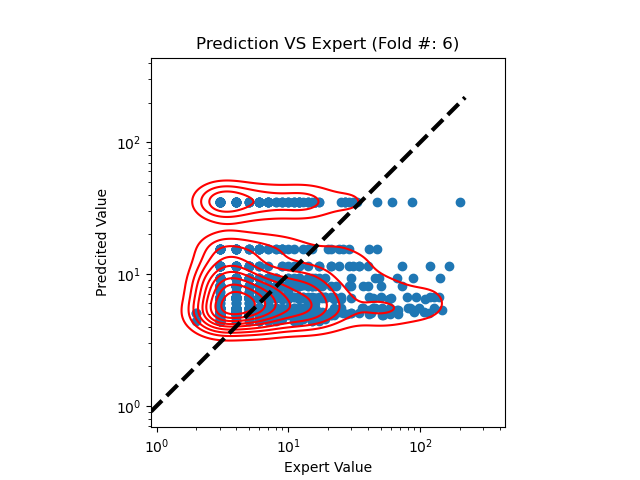 Prediction VS Expert (Fold #: 6)
Predcited Value
10²
10¹
10⁰
10⁰ 10¹ 10²
Expert Value